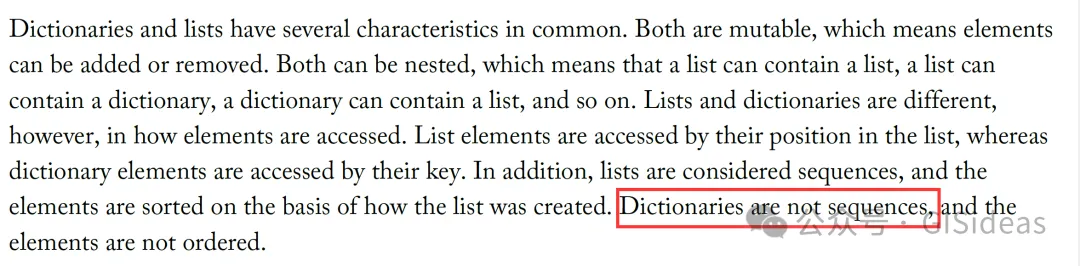 Dictionaries and lists have several characteristics in common. Both are mutable, which means elements
can be added or removed. Both can be nested, which means that a list can contain a list, a list can
contain a dictionary, a dictionary can contain a list, and so on. Lists and dictionaries are different,
however, in how elements are accessed. List elements are accessed by their position in the list, whereas
dictionary elements are accessed by their key. In addition, lists are considered sequences, and the
elements are sorted on the basis of how the list was created. Dictionaries are not sequences, and the
elements are not ordered.
公众号 · GISideas